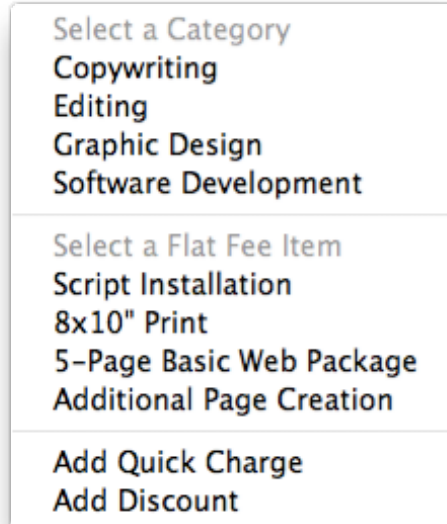 Select a Category
Copywriting
Editing
Graphic Design
Software Development
Select a Flat Fee Item
Script Installation
8x10" Print
5-Page Basic Web Package
Additional Page Creation
Add Quick Charge
Add Discount